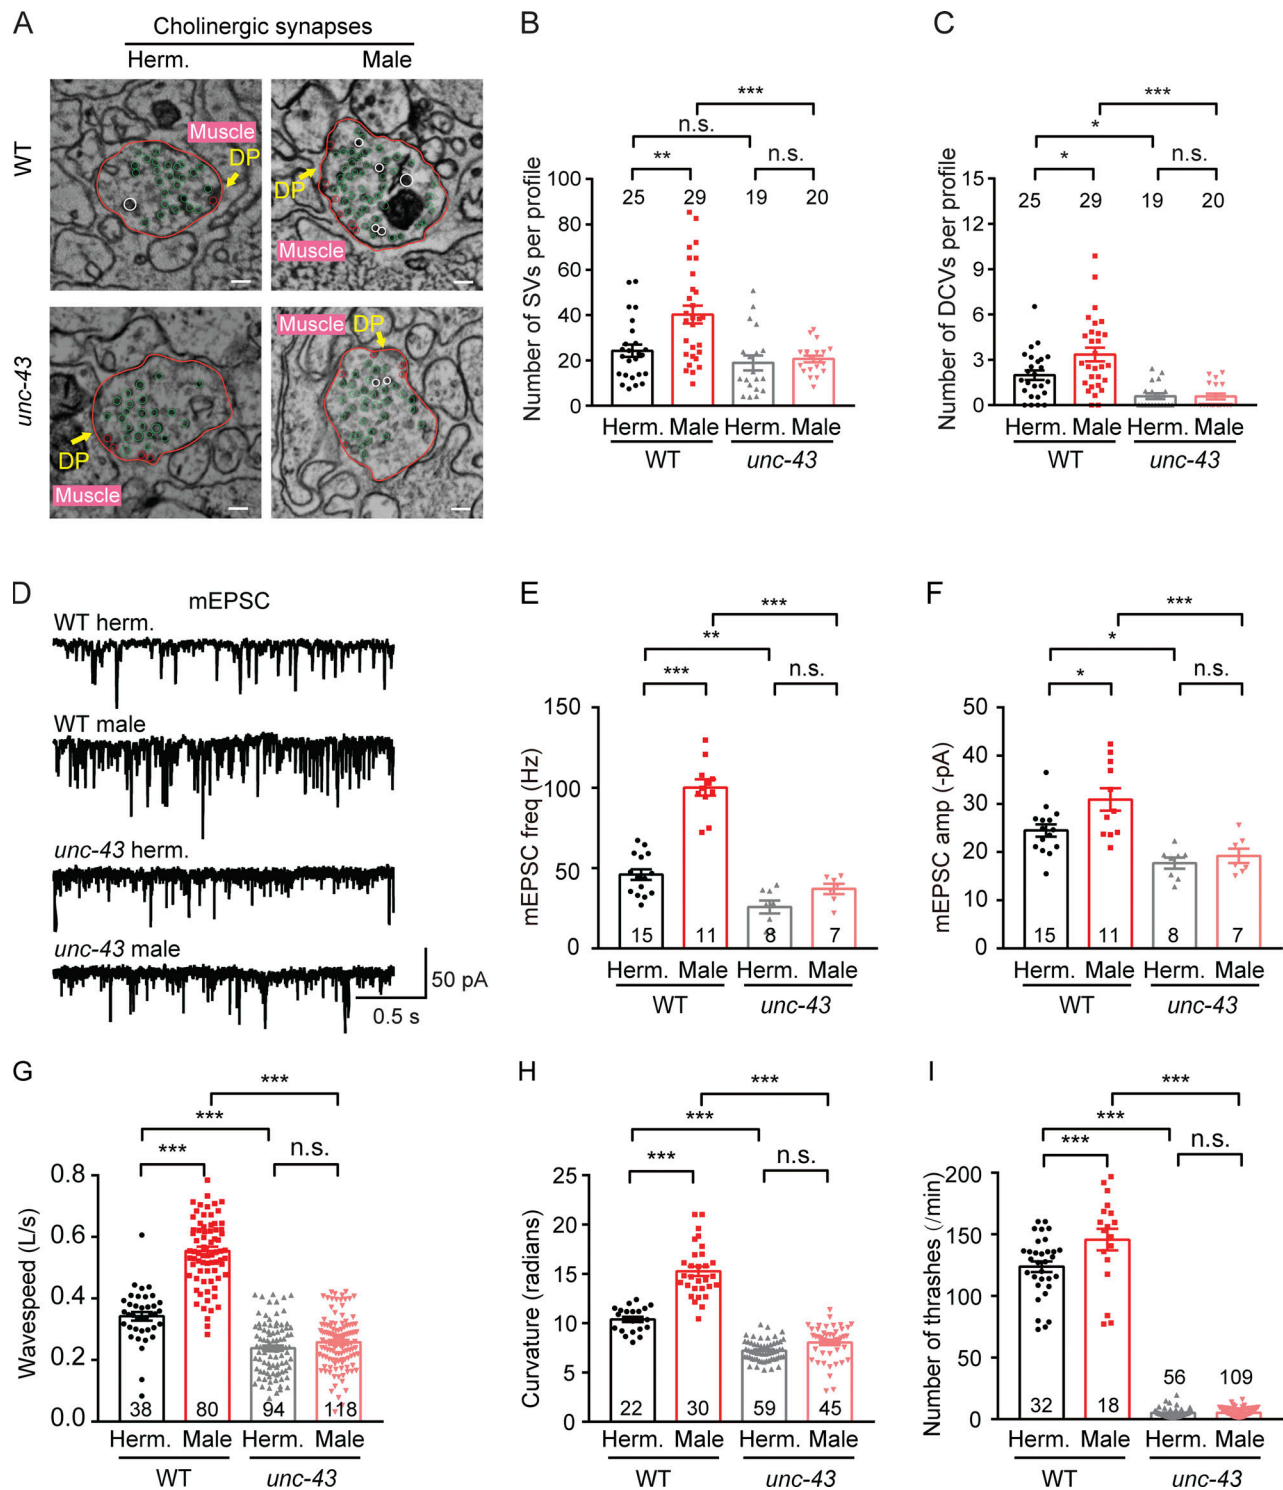 A
Cholinergic synapses
Herm.
Male
WT
unc-43
Muscle
DP
DP
Muscle
DP
Muscle
Muscle
DP
B
***
n.s.
**
n.s.
25
29
19
20
Number of SVs per profile
100
80
60
40
20
0
Herm. Male Herm. Male
WT
unc-43
C
***
*
*
n.s.
25
29
19
20
Number of DCVs per profile
15
12
9
6
3
0
Herm. Male Herm. Male
WT
unc-43
D
mEPSC
WT herm.
WT male
unc-43 herm.
unc-43 male
50 pA
0.5 s
E
***
**
***
n.s.
mEPSC freq (Hz)
150
100
50
0
15
11
8
7
Herm. Male Herm. Male
WT
unc-43
F
***
*
*
n.s.
mEPSC amp (-pA)
50
40
30
20
10
0
15
11
8
7
Herm. Male Herm. Male
WT
unc-43
G
***
***
***
n.s.
Wavespeed (L/s)
0.8
0.6
0.4
0.2
0.0
38
80
94
118
Herm. Male Herm. Male
WT
unc-43
H
***
***
***
n.s.
Curvature (radians)
25
20
15
10
5
0
22
30
59
45
Herm. Male Herm. Male
WT
unc-43
I
***
***
***
n.s.
Number of thrashes (/min)
200
150
100
50
0
32
18
56
109
Herm. Male Herm. Male
WT
unc-43